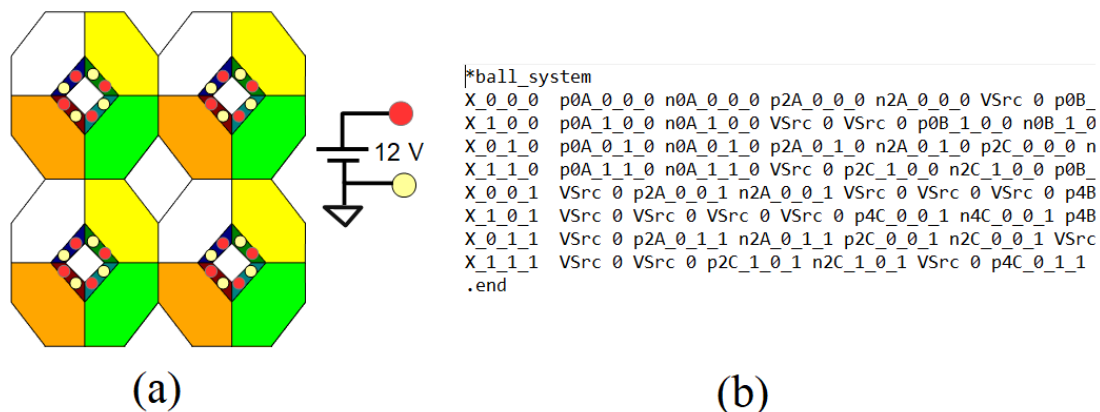 12 V
*ball_system
X_0_0_0 p0A_0_0_0 n0A_0_0_0 p2A_0_0_0 n2A_0_0_0 VSrc 0 p0B_
X_1_0_0 p0A_1_0_0 n0A_1_0_0 VSrc 0 VSrc 0 p0B_1_0_0 n0B_1_0
X_0_1_0 p0A_0_1_0 n0A_0_1_0 p2A_0_1_0 n2A_0_1_0 p2C_0_0_0 n
X_1_1_0 p0A_1_1_0 n0A_1_1_0 VSrc 0 p2C_1_0_0 n2C_1_0_0 p0B_
X_0_0_1 VSrc 0 p2A_0_0_1 n2A_0_0_1 VSrc 0 VSrc 0 VSrc 0 p4B
X_1_0_1 VSrc 0 VSrc 0 VSrc 0 VSrc 0 p4C_0_0_1 n4C_0_0_1 p4B
X_0_1_1 VSrc 0 p2A_0_1_1 n2A_0_1_1 p2C_0_0_1 n2C_0_0_1 VSrc
X_1_1_1 VSrc 0 VSrc 0 p2C_1_0_1 n2C_1_0_1 VSrc 0 p4C_0_1_1
.end
(a)
(b)